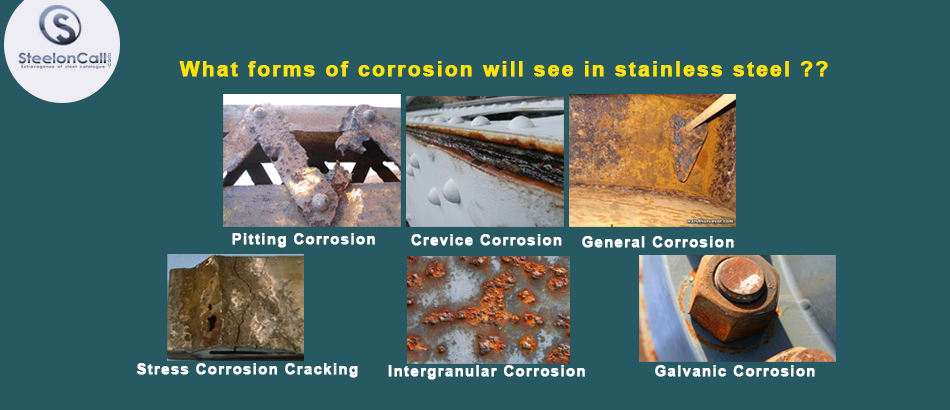 SteelonCall
Extravagance of steel catalogue
What forms of corrosion will see in stainless steel ??
Pitting Corrosion
Crevice Corrosion
General Corrosion
Stress Corrosion Cracking
Intergranular Corrosion
Galvanic Corrosion